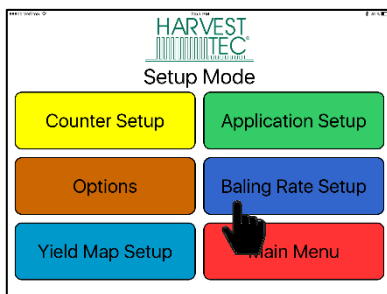 HARVEST
TEC
Setup Mode
Counter Setup
Application Setup
Options
Baling Rate Setup
Yield Map Setup
Main Menu